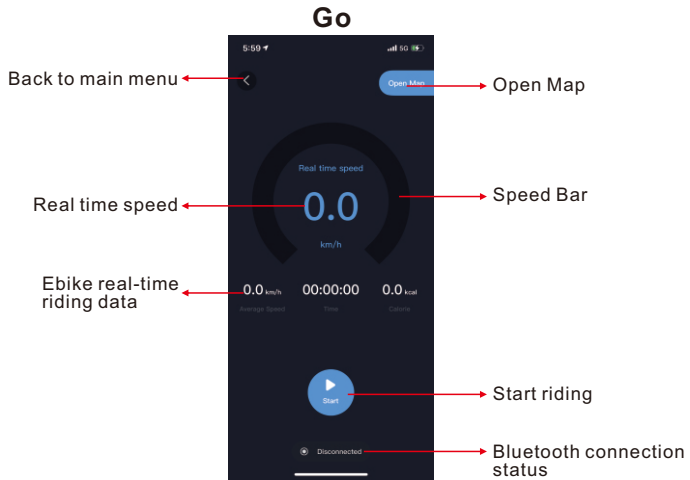 Go
5:59
5G
Back to main menu
Open Map
Open Map
Real time speed
Real time speed
0.0
km/h
Speed Bar
Ebike real-time
riding data
0.0 km/h
00:00:00
0.0 kcal
Average Speed
Time
Calorie
Start
Start riding
Disconnected
Bluetooth connection
status